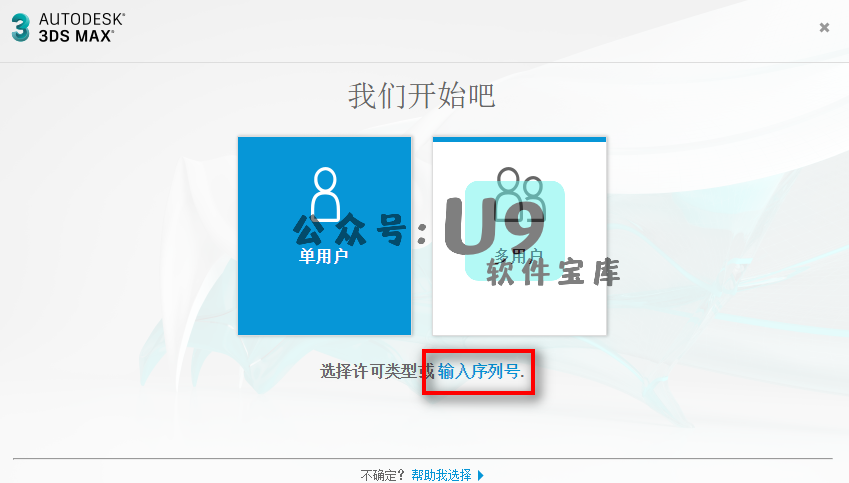 AUTODESK®
3DS MAX®
我们开始吧
公众号: U9
软件宝库
单用户
多用户
选择许可类型或输入序列号.
不确定? 帮助我选择